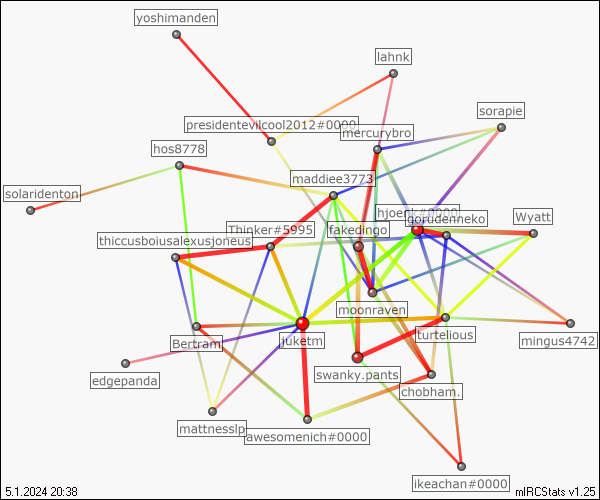 yoshimanden
lahnk
sorapie
presidentevilcool2012#0000
mercurybro
hos8778
maddiee3773
solaridenton
hjoenk#0000
gorudenneko
Wyatt
Thinker#5995
fakedingo
thiccusboiusalexusjoneus
moonraven
turtelious
mingus4742
Bertram
juketm
swanky.pants
chobham.
edgepanda
mattnesslp
awesomenich#0000
ikeachan#0000
5.1.2024 20:38
mIRCStats v1.25